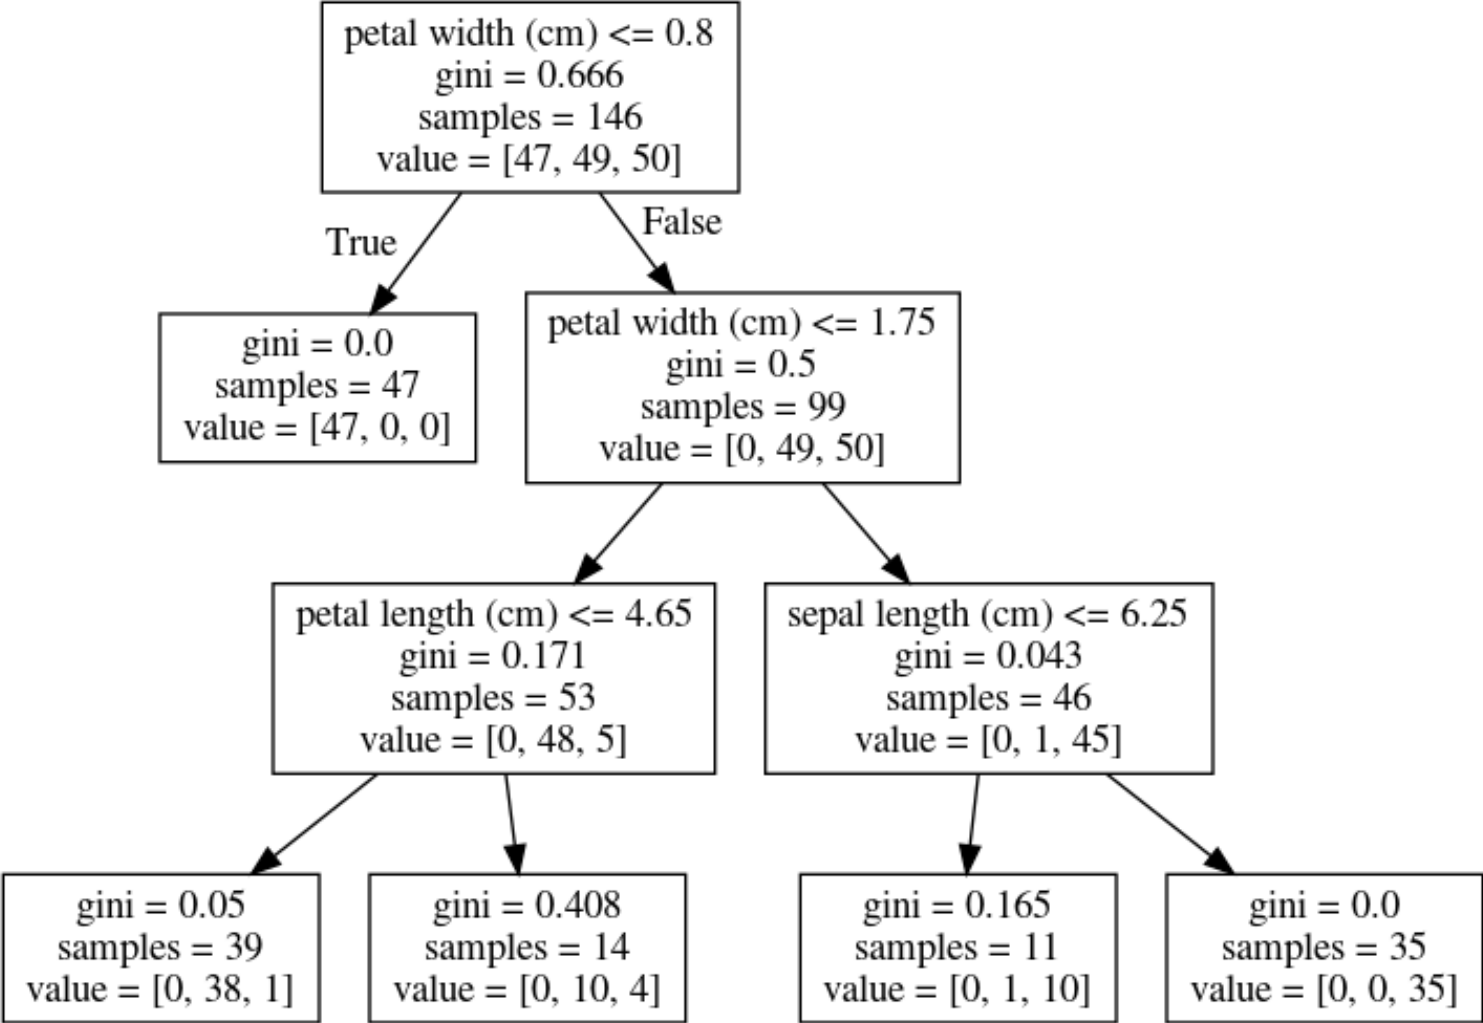 petal width (cm) <= 0.8
gini = 0.666
samples = 146
value = [47, 49, 50]
True
False
gini = 0.0
samples = 47
value = [47, 0, 0]
petal width (cm) <= 1.75
gini = 0.5
samples = 99
value = [0, 49, 50]
petal length (cm) <= 4.65
gini = 0.171
samples = 53
value = [0, 48, 5]
sepal length (cm) <= 6.25
gini = 0.043
samples = 46
value = [0, 1, 45]
gini = 0.05
samples = 39
value = [0, 38, 1]
gini = 0.408
samples = 14
value = [0, 10, 4]
gini = 0.165
samples = 11
value = [0, 1, 10]
gini = 0.0
samples = 35
value = [0, 0, 35]